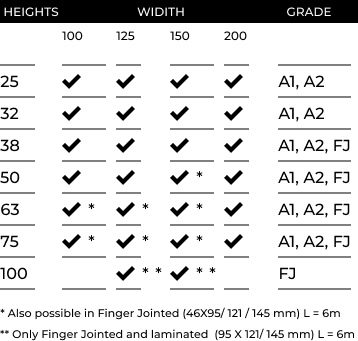 HEIGHTS WIDITH GRADE
100 125 150 200
25 ✔ ✔ ✔ ✔ A1, A2
32 ✔ ✔ ✔ ✔ A1, A2
38 ✔ ✔ ✔ ✔ A1, A2, FJ
50 ✔ ✔ ✔ * ✔ A1, A2, FJ
63 ✔ * ✔ * ✔ * ✔ A1, A2, FJ
75 ✔ * ✔ * ✔ * ✔ A1, A2, FJ
100 ✔ * * ✔ * * FJ
* Also possible in Finger Jointed (46X95/ 121 / 145 mm) L = 6m
** Only Finger Jointed and laminated (95 X 121/ 145 mm) L = 6m